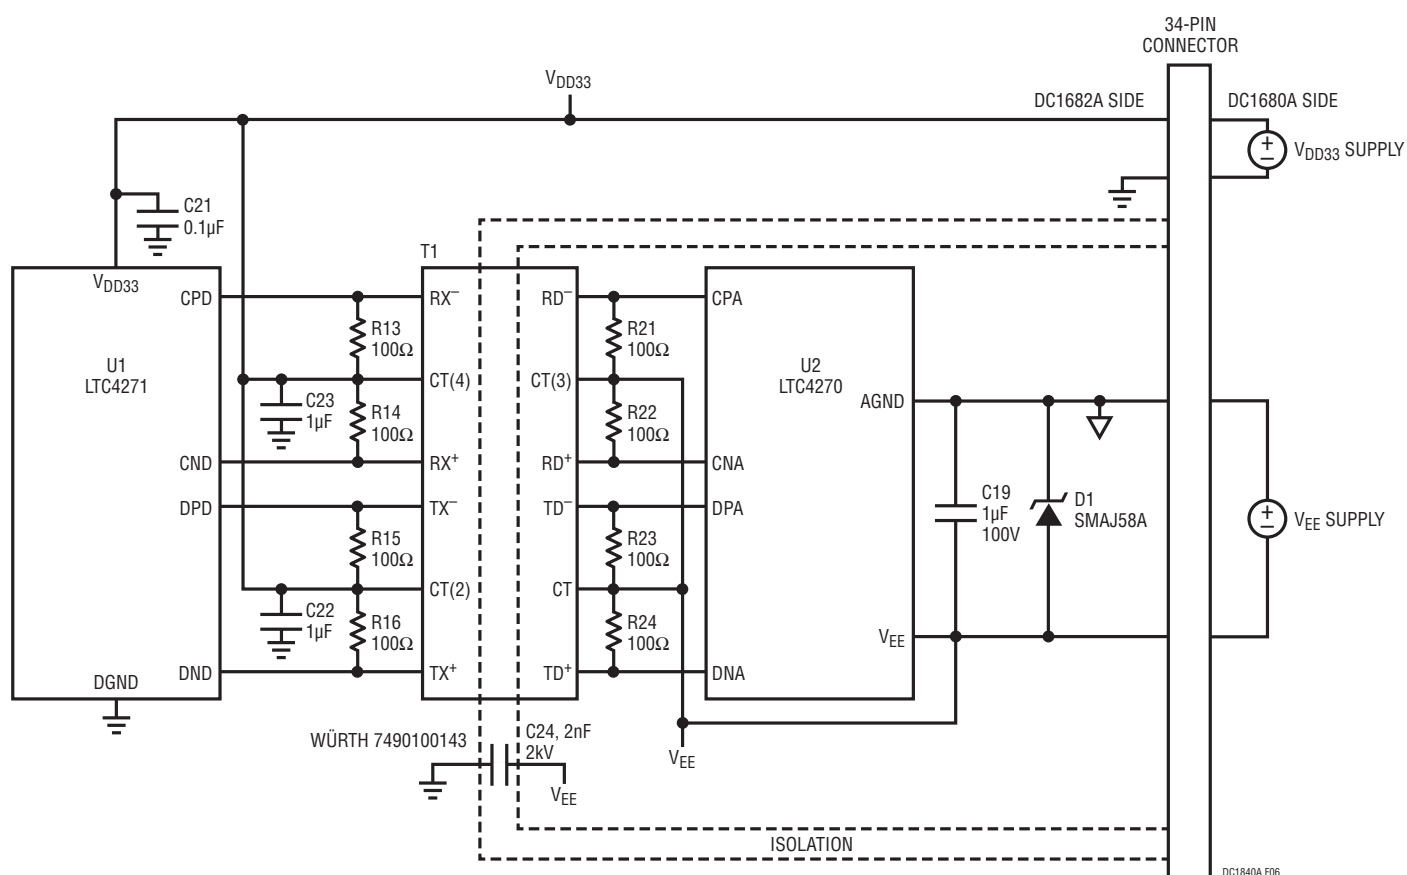 34-PIN
CONNECTOR
VDD33
DC1682A SIDE
DC1680A SIDE
+
–
VDD33 SUPPLY
C21
0.1µF
T1
VDD33
CPD
RX–
RD–
CPA
R13
100Ω
R21
100Ω
U1
LTC4271
U2
LTC4270
CT(4)
CT(3)
AGND
C23
1µF
R14
100Ω
R22
100Ω
CND
RX+
RD+
CNA
DPD
TX–
TD–
DPA
C19
1µF
100V
D1
SMAJ58A
+
–
VEE SUPPLY
R15
100Ω
R23
100Ω
CT(2)
CT
C22
1µF
R16
100Ω
R24
100Ω
VEE
DGND
DND
TX+
TD+
DNA
WÜRTH 7490100143
C24, 2nF
2kV
VEE
VEE
ISOLATION
DC1840A F06